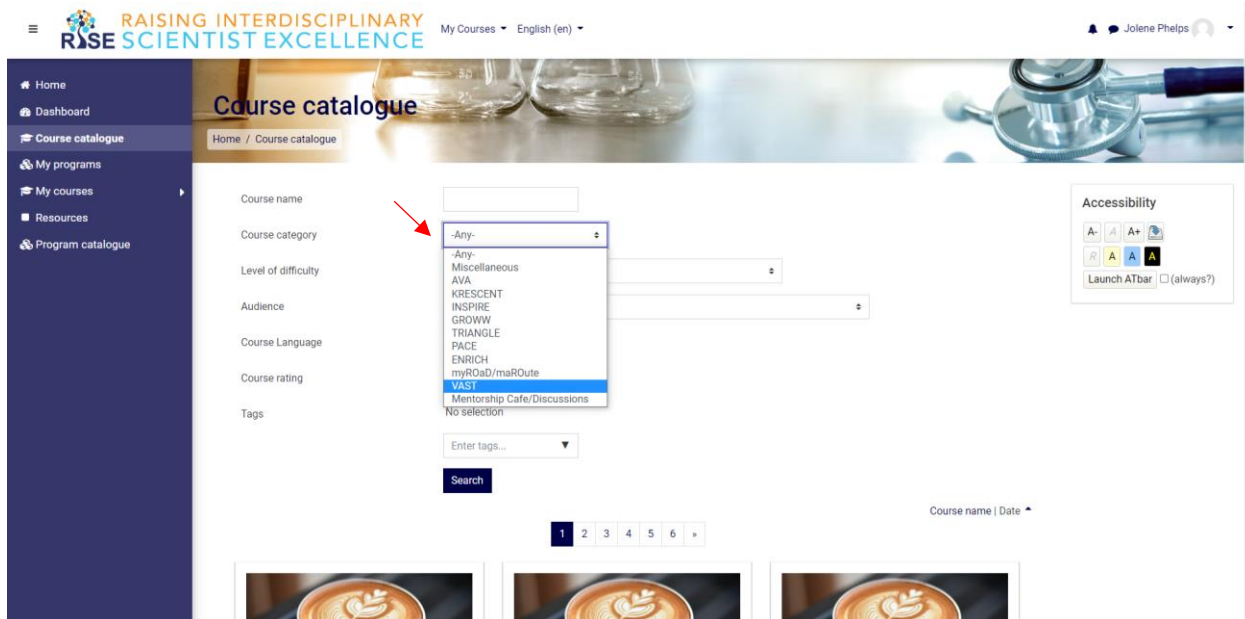 RAISING INTERDISCIPLINARY
RISE SCIENTIST EXCELLENCE
My Courses English (en)
Jolene Phelps
Home
Dashboard
Course catalogue
My programs
My courses
Resources
Program catalogue
Course catalogue
Home / Course catalogue
Course name
Course category
-Any-
-Any-
Miscellaneous
AVA
KRESCENT
INSPIRE
GROWW
TRIANGLE
PACE
ENRICH
myROaD/maROute
VAST
Mentorship Cafe/Discussions
Level of difficulty
Audience
Course Language
Course rating
Tags
No selection
Enter tags...
Search
Course name | Date
1 2 3 4 5 6 »
Accessibility
A- A A+
R A A A
Launch ATbar (always?)